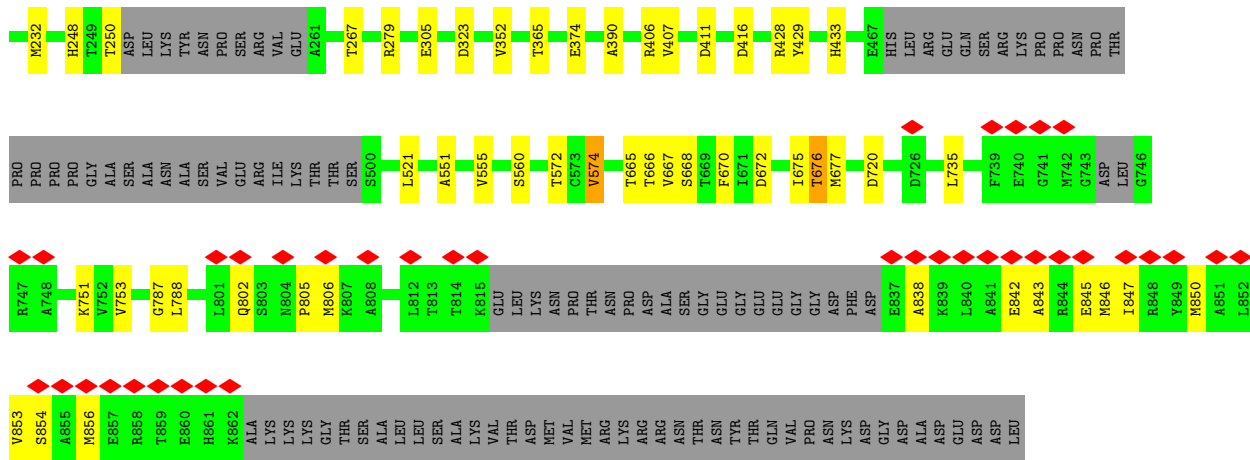 M232 H248 T249 T250 ASP LEU LYS TYR ASN PRO SER ARG VAL GLU A261 T267 R279 E305 D323 V352 T365 E374 A390 R406 V407 D411 D416 R428 Y429 H433 E467 HIS LEU ARG GLU GLN SER ARG LYS PRO PRO ASN PRO THR
PRO PRO PRO PRO GLY ALA SER ALA ASN ALA SER VAL GLU ARG ILE LYS THR THR SER S500 L521 A551 V555 S560 T572 C573 V574 T665 T666 V667 S668 T669 F670 I671 D672 I675 T676 M677 D720 D726 L735 F739 E740 G741 M742 G743 ASP LEU G746
R747 A748 K751 V752 V753 G787 L788 L801 Q802 S803 N804 P805 M806 K807 A808 L812 T813 T814 K815 GLU LEU LYS ASN PRO THR ASN PRO ASP ALA SER GLY GLU GLY GLU GLU GLY GLY ASP PHE ASP E837 A838 K839 L840 A841 E842 A843 R844 E845 M846 I847 R848 Y849 M850 A851 L852
V853 S854 A855 M856 E857 R858 T859 E860 H861 K862 ALA LYS LYS LYS GLY THR SER ALA LEU LEU SER ALA LYS VAL THR ASP MET VAL MET ARG LYS ARG ARG ASN THR ASN TYR THR GLN VAL PRO ASN LYS ASP GLY ASP ALA ASP GLU ASP ASP LEU